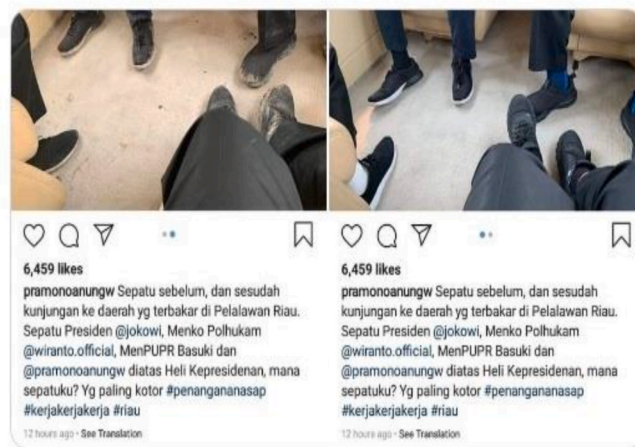 6,459 likes
pramonoanungw Sepatu sebelum, dan sesudah
kunjungan ke daerah yg terbakar di Pelalawan Riau.
Sepatu Presiden @jokowi, Menko Polhukam
@wiranto.official, MenPUPR Basuki dan
@pramonoanungw diatas Heli Kepresidenan, mana
sepatuku? Yg paling kotor #penangananasap
#kerjakerjakerja #riau
12 hours ago · See Translation
6,459 likes
pramonoanungw Sepatu sebelum, dan sesudah
kunjungan ke daerah yg terbakar di Pelalawan Riau.
Sepatu Presiden @jokowi, Menko Polhukam
@wiranto.official, MenPUPR Basuki dan
@pramonoanungw diatas Heli Kepresidenan, mana
sepatuku? Yg paling kotor #penangananasap
#kerjakerjakerja #riau
12 hours ago · See Translation